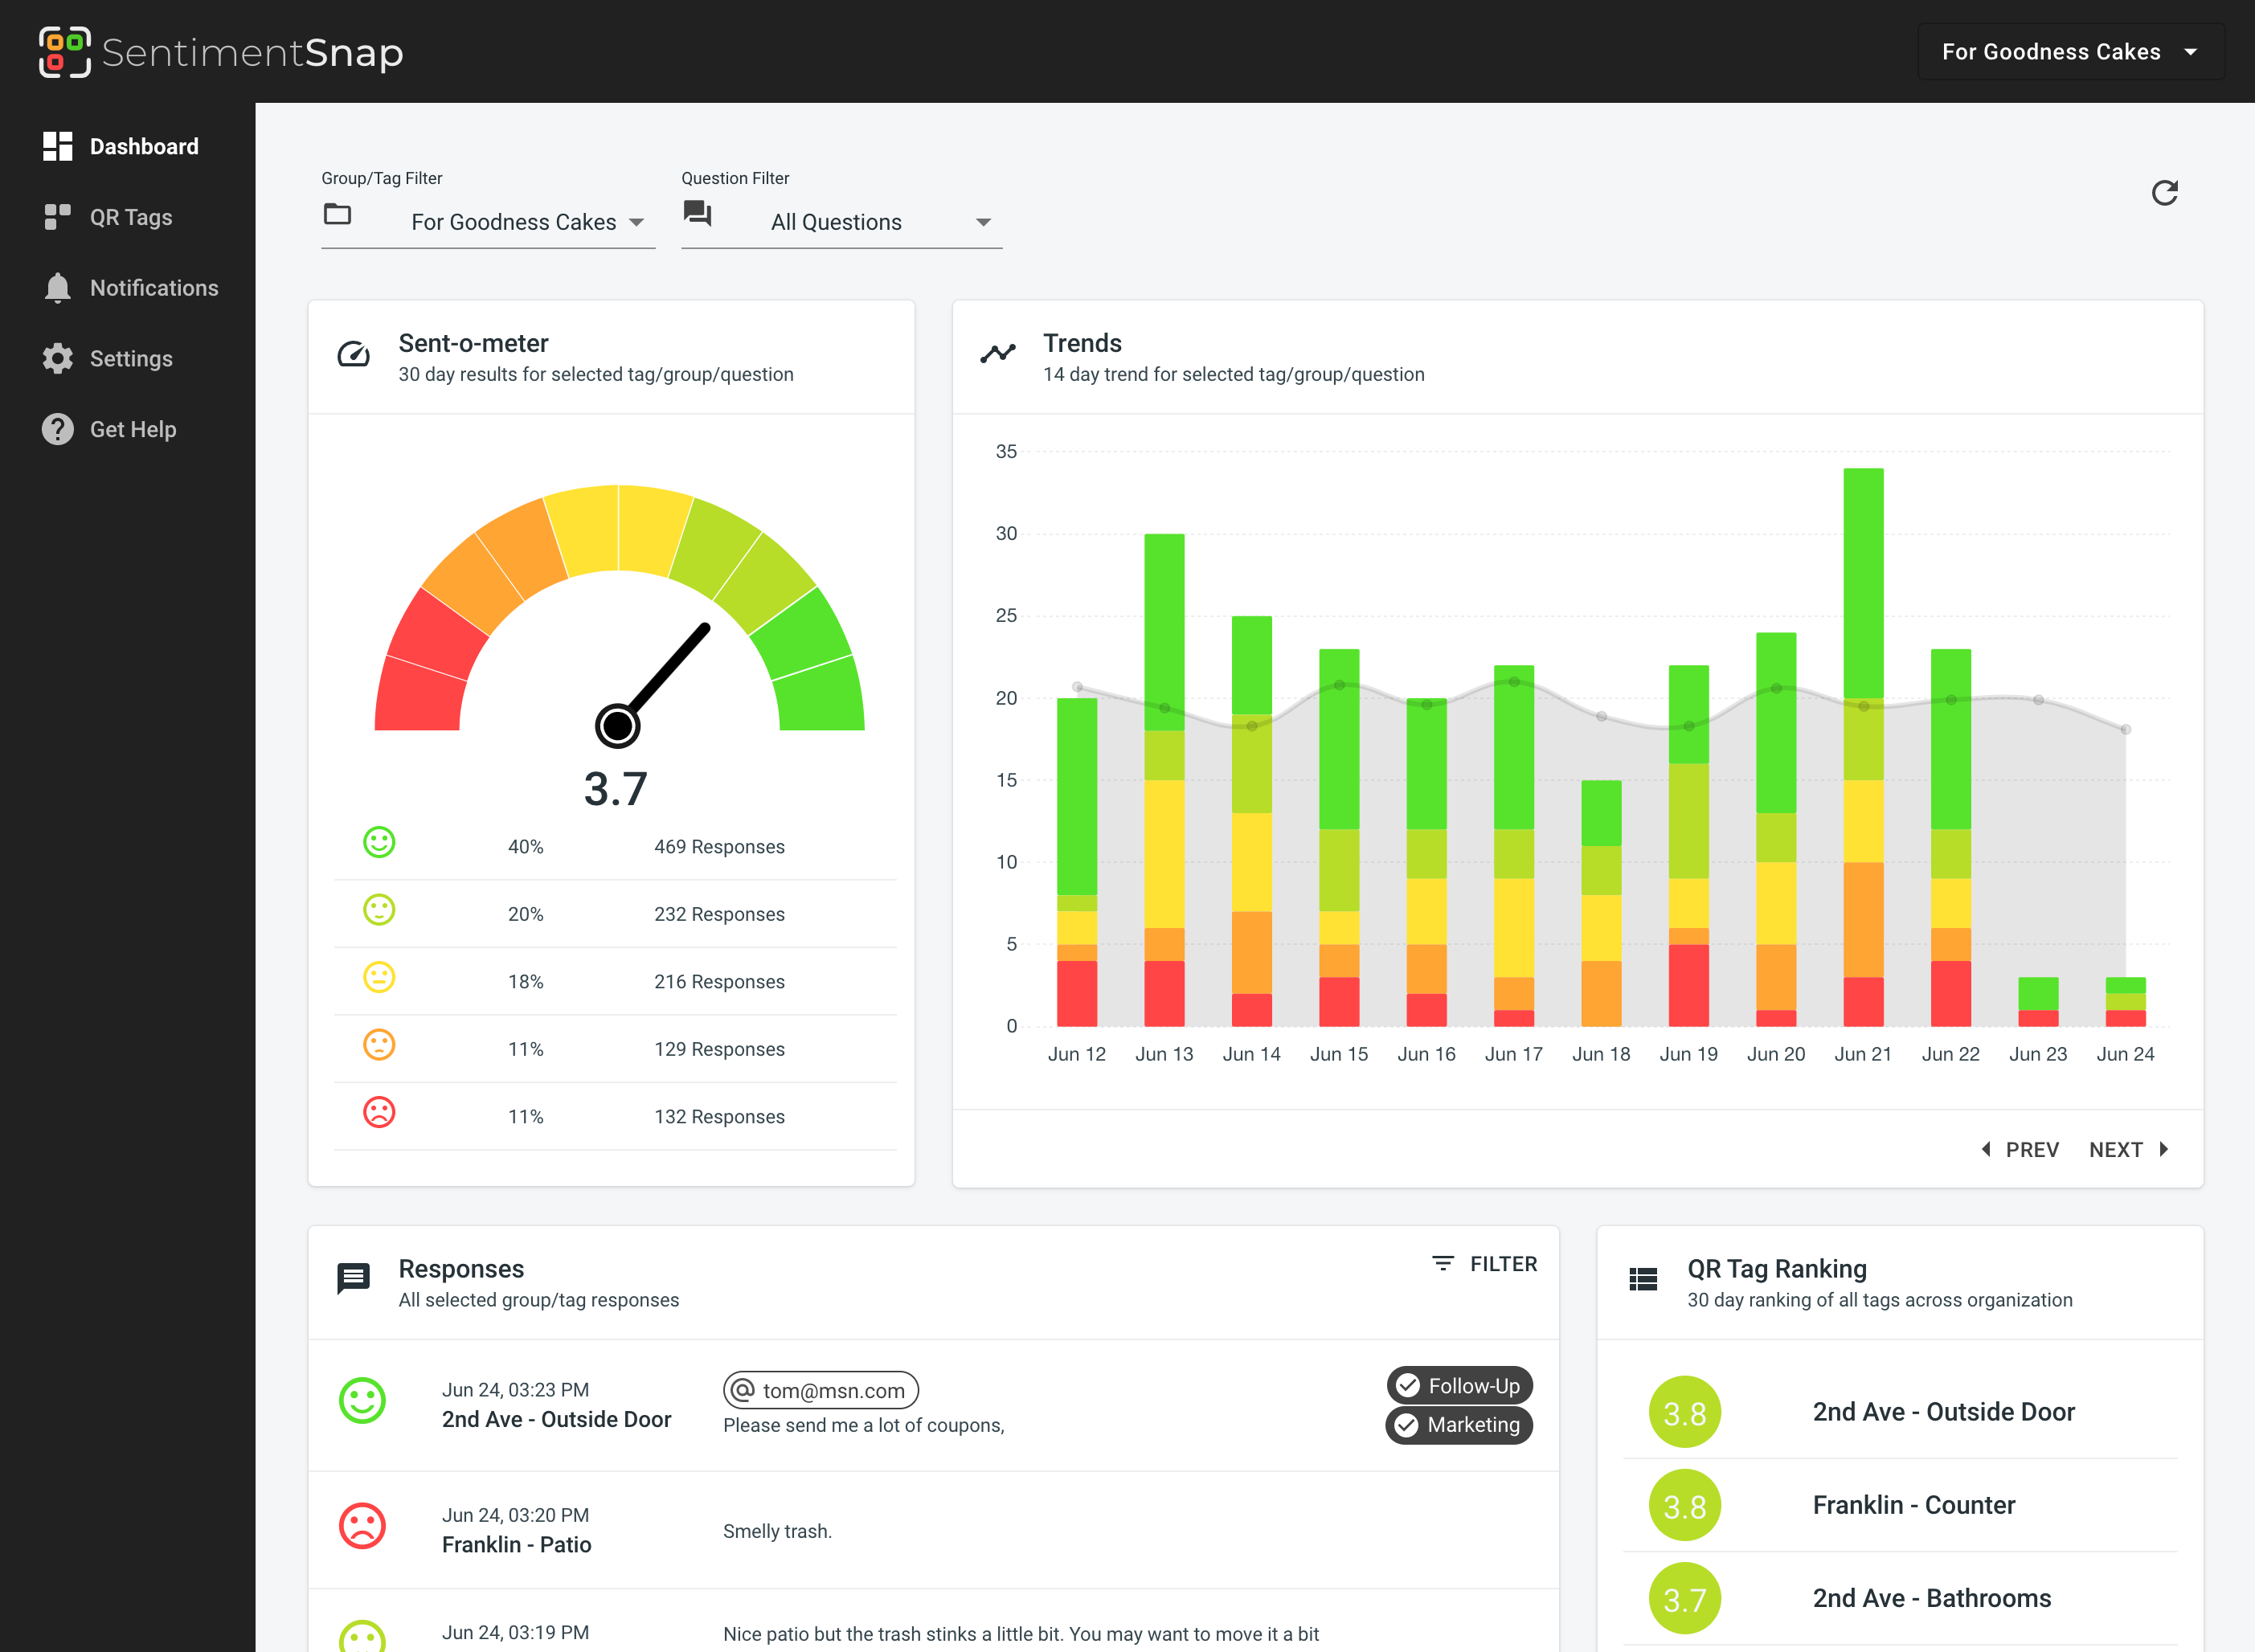 SentimentSnap
For Goodness Cakes
Dashboard
QR Tags
Notifications
Settings
Get Help
Group/Tag Filter
For Goodness Cakes
Question Filter
All Questions
Sent-o-meter
30 day results for selected tag/group/question
3.7
40% 469 Responses
20% 232 Responses
18% 216 Responses
11% 129 Responses
11% 132 Responses
Trends
14 day trend for selected tag/group/question
35
30
25
20
15
10
5
0
Jun 12 Jun 13 Jun 14 Jun 15 Jun 16 Jun 17 Jun 18 Jun 19 Jun 20 Jun 21 Jun 22 Jun 23 Jun 24
PREV NEXT
Responses
All selected group/tag responses
FILTER
Jun 24, 03:23 PM
2nd Ave - Outside Door
@ tom@msn.com
Please send me a lot of coupons,
Follow-Up
Marketing
Jun 24, 03:20 PM
Franklin - Patio
Smelly trash.
Jun 24, 03:19 PM
Nice patio but the trash stinks a little bit. You may want to move it a bit
QR Tag Ranking
30 day ranking of all tags across organization
3.8 2nd Ave - Outside Door
3.8 Franklin - Counter
3.7 2nd Ave - Bathrooms